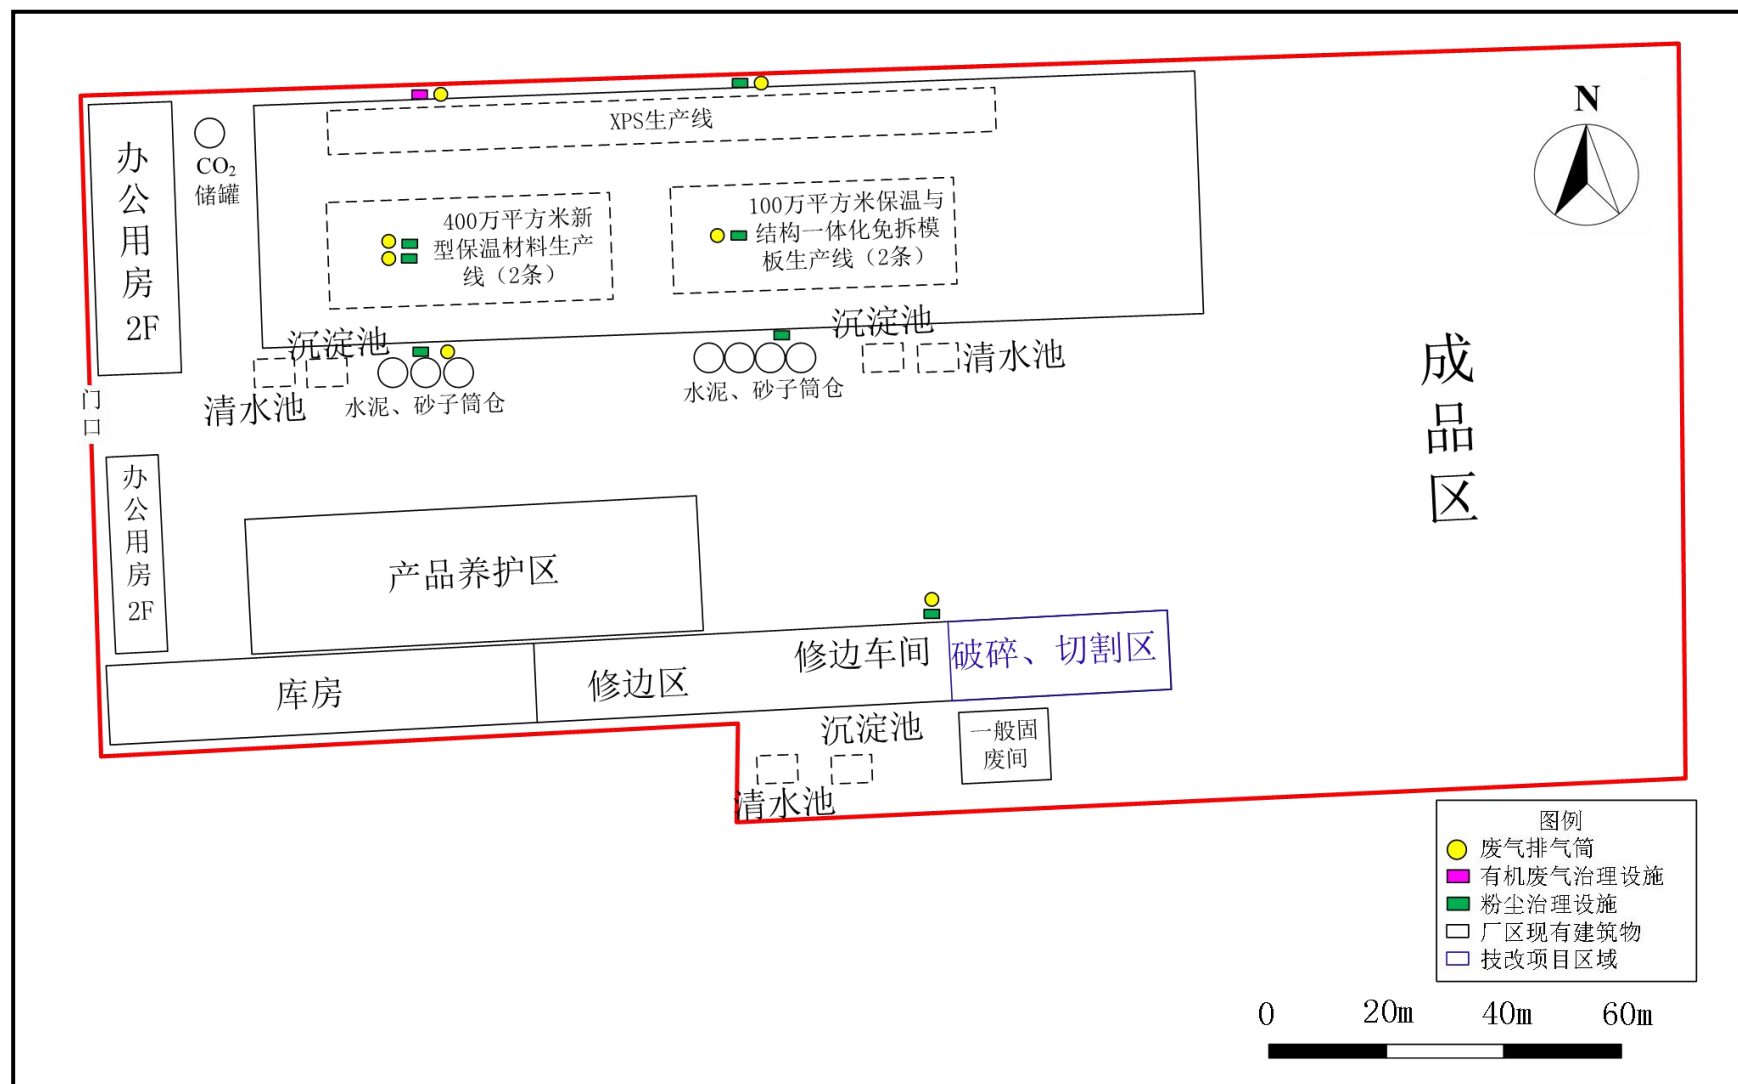 XPS生产线
N
办公用房
2F
CO₂
储罐
400万平方米新
型保温材料生产
线（2条）
100万平方米保温与
结构一体化免拆模
板生产线（2条）
沉淀池
清水池
水泥、砂子筒仓
沉淀池
清水池
水泥、砂子筒仓
成品区
门口
办公用房
2F
产品养护区
库房
修边区
修边车间
破碎、切割区
沉淀池
清水池
一般固
废间
图例
废气排气筒
有机废气治理设施
粉尘治理设施
厂区现有建筑物
技改项目区域
0 20m 40m 60m